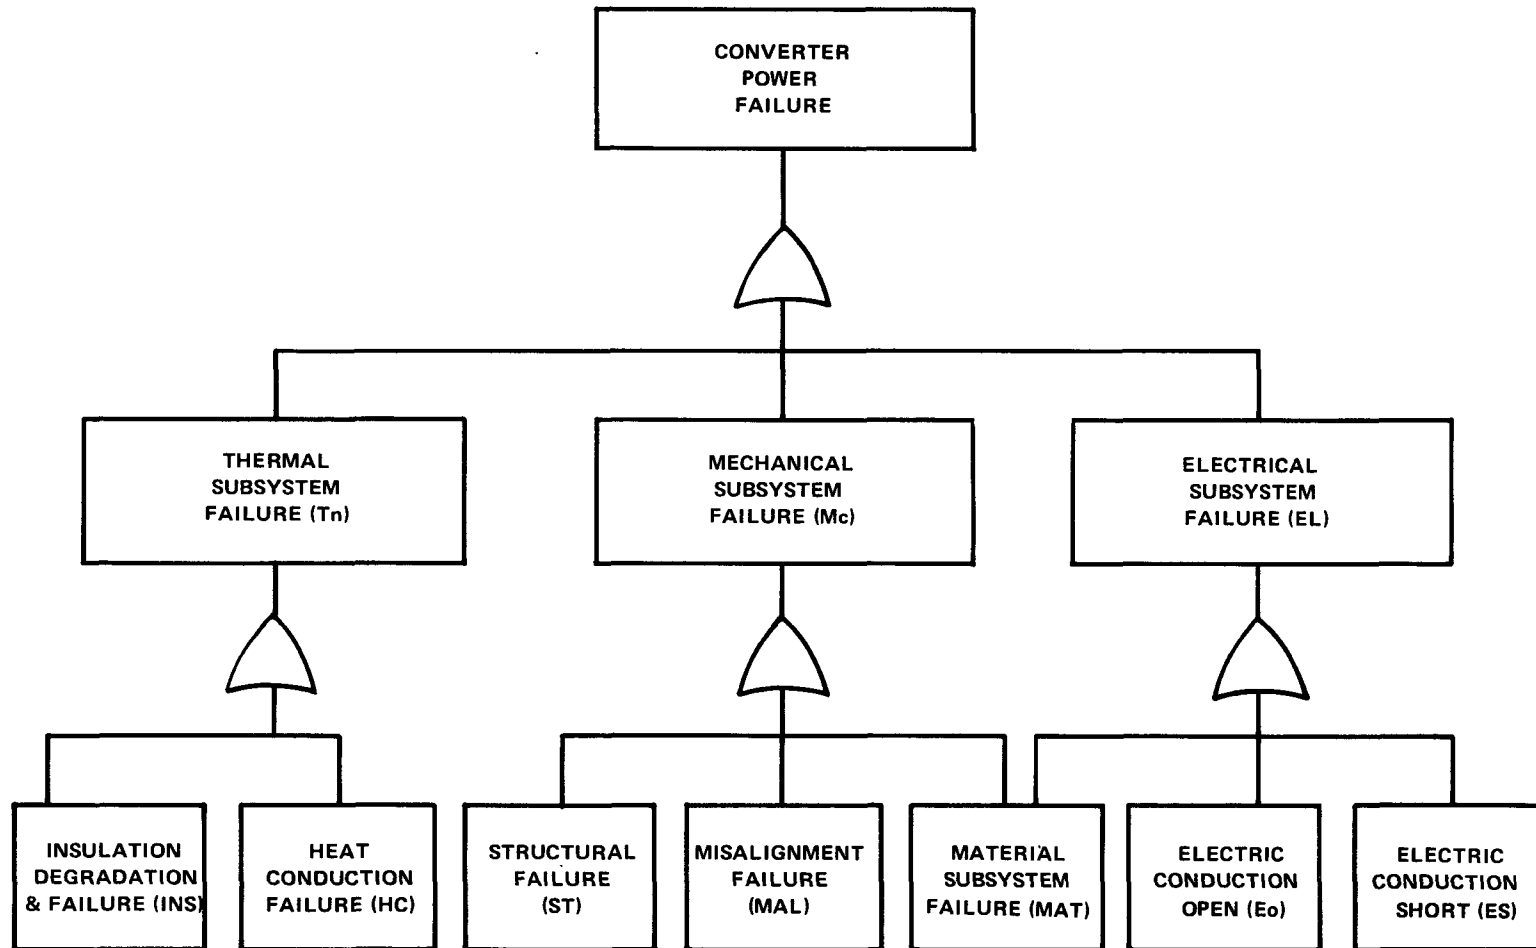 CONVERTER
POWER
FAILURE
THERMAL
SUBSYSTEM
FAILURE (Tn)
MECHANICAL
SUBSYSTEM
FAILURE (Mc)
ELECTRICAL
SUBSYSTEM
FAILURE (EL)
INSULATION
DEGRADATION
& FAILURE (INS)
HEAT
CONDUCTION
FAILURE (HC)
STRUCTURAL
FAILURE
(ST)
MISALIGNMENT
FAILURE
(MAL)
MATERIAL
SUBSYSTEM
FAILURE (MAT)
ELECTRIC
CONDUCTION
OPEN (Eo)
ELECTRIC
CONDUCTION
SHORT (ES)